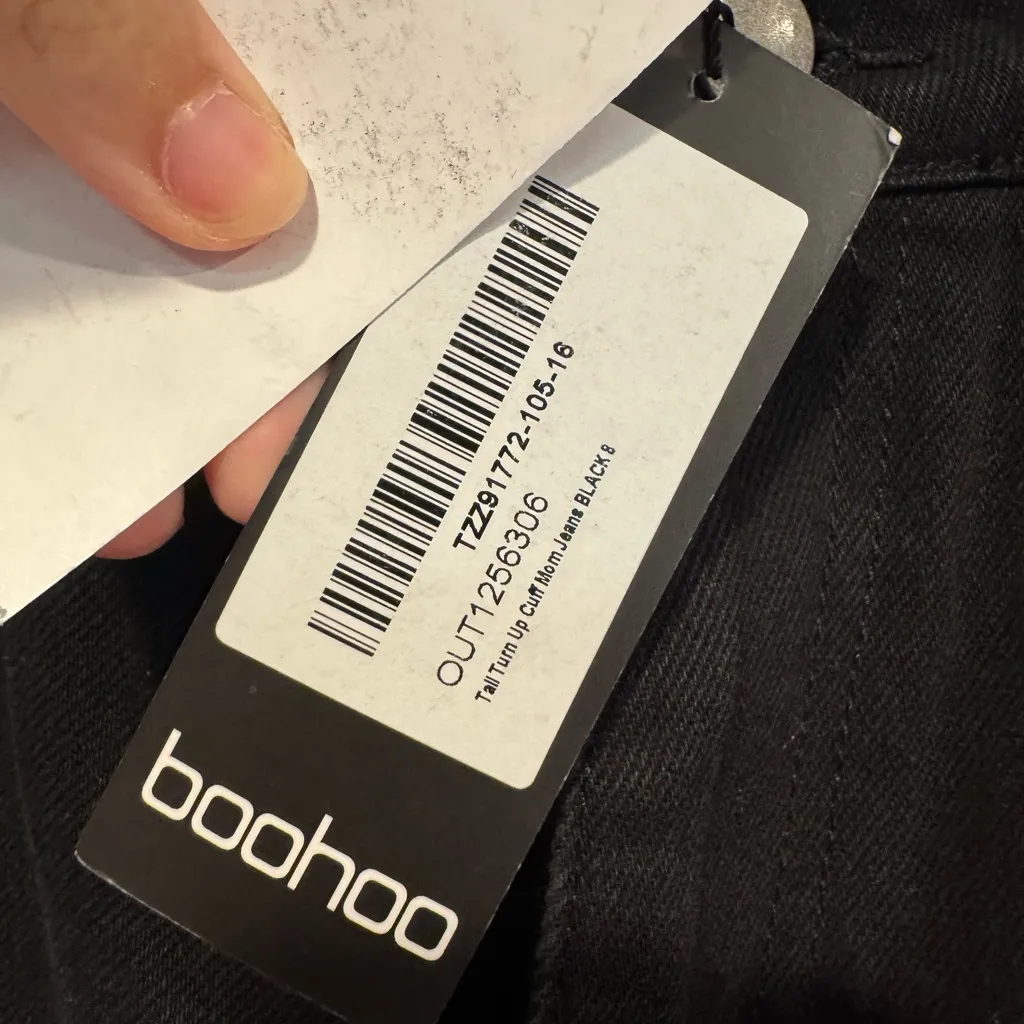 TZZ91772-105-16
OUT1256306
Tall Turn Up Cuff Mom Jeans BLACK 8
boohoo